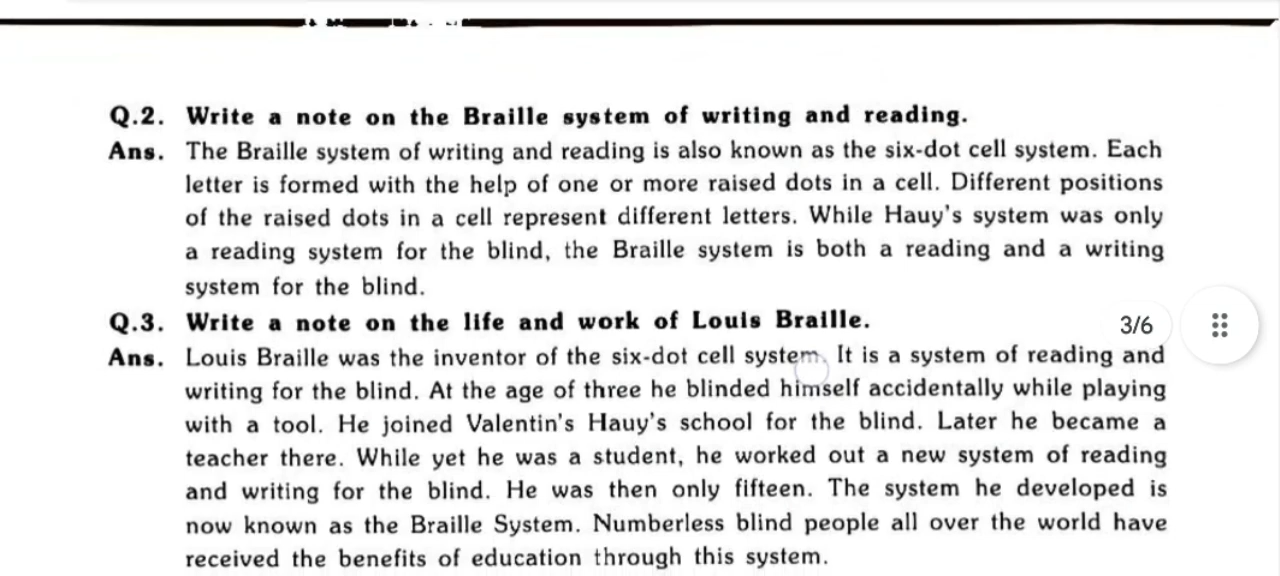 Q.2. Write a note on the Braille system of writing and reading.
Ans. The Braille system of writing and reading is also known as the six-dot cell system. Each
letter is formed with the help of one or more raised dots in a cell. Different positions
of the raised dots in a cell represent different letters. While Hauy's system was only
a reading system for the blind, the Braille system is both a reading and a writing
system for the blind.
Q.3. Write a note on the life and work of Louis Braille.
3/6
Ans. Louis Braille was the inventor of the six-dot cell system. It is a system of reading and
writing for the blind. At the age of three he blinded himself accidentally while playing
with a tool. He joined Valentin's Hauy's school for the blind. Later he became a
teacher there. While yet he was a student, he worked out a new system of reading
and writing for the blind. He was then only fifteen. The system he developed is
now known as the Braille System. Numberless blind people all over the world have
received the benefits of education through this system.